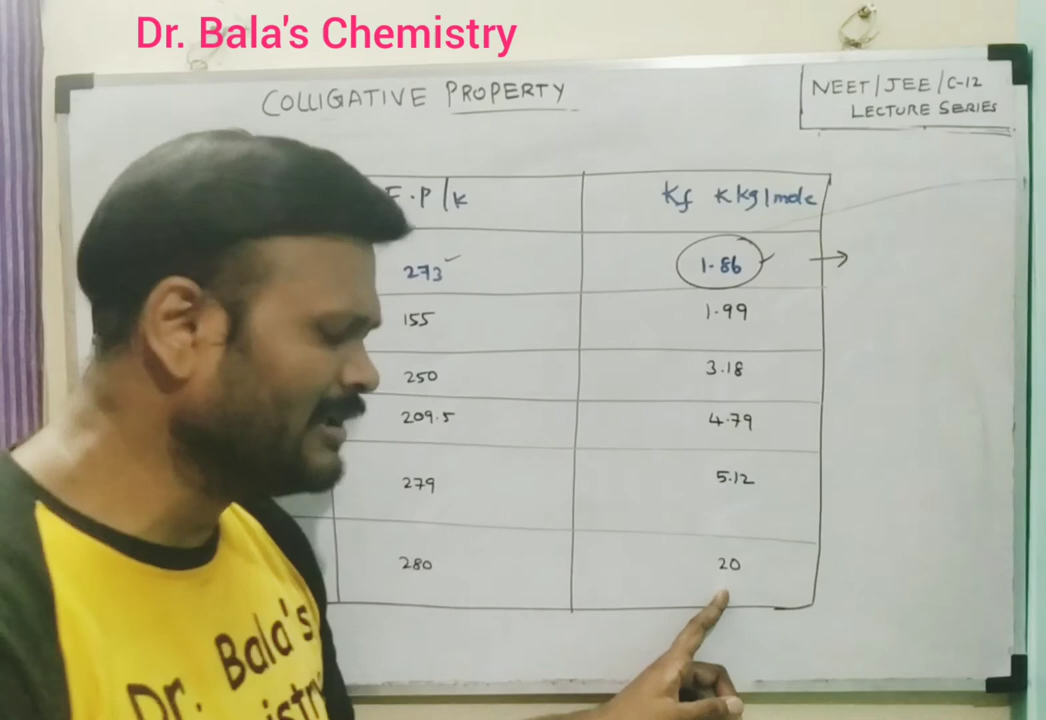 Dr. Bala's Chemistry
COLLIGATIVE PROPERTY
NEET/JEE/C-12
LECTURE SERIES
F.P/K Kf K kg/mole
273 1.86
155 1.99
250 3.18
209.5 4.79
279 5.12
280 20
Dr. Bala's